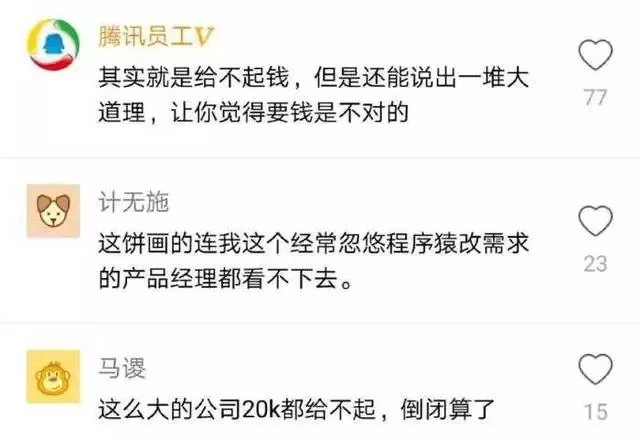 腾讯员工V
其实就是给不起钱，但是还能说出一堆大
道理，让你觉得要钱是不对的
77
计无施
这饼画的连我这个经常忽悠程序猿改需求
的产品经理都看不下去。
23
马谡
这么大的公司20k都给不起，倒闭算了
15